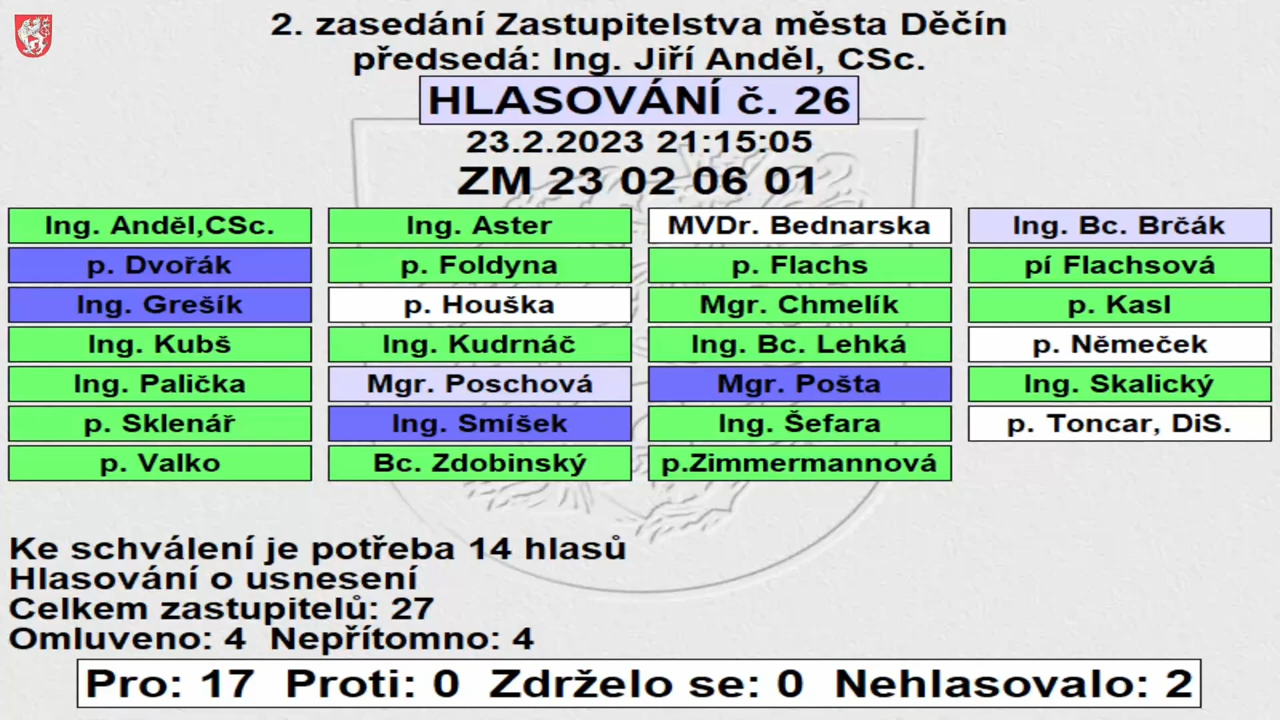 2. zasedání Zastupitelstva města Děčín
předsedá: Ing. Jiří Anděl, CSc.
HLASOVÁNÍ č. 26
23.2.2023 21:15:05
ZM 23 02 06 01
Ing. Anděl,CSc. Ing. Aster MVDr. Bednarska Ing. Bc. Brčák
p. Dvořák p. Foldyna p. Flachs pí Flachsová
Ing. Grešík p. Houška Mgr. Chmelík p. Kasl
Ing. Kubš Ing. Kudrnáč Ing. Bc. Lehká p. Němeček
Ing. Palička Mgr. Poschová Mgr. Pošta Ing. Skalický
p. Sklenář Ing. Smíšek Ing. Šefara p. Toncar, DiS.
p. Valko Bc. Zdobinský p.Zimmermannová
Ke schválení je potřeba 14 hlasů
Hlasování o usnesení
Celkem zastupitelů: 27
Omluveno: 4 Nepřítomno: 4
Pro: 17 Proti: 0 Zdrželo se: 0 Nehlasovalo: 2